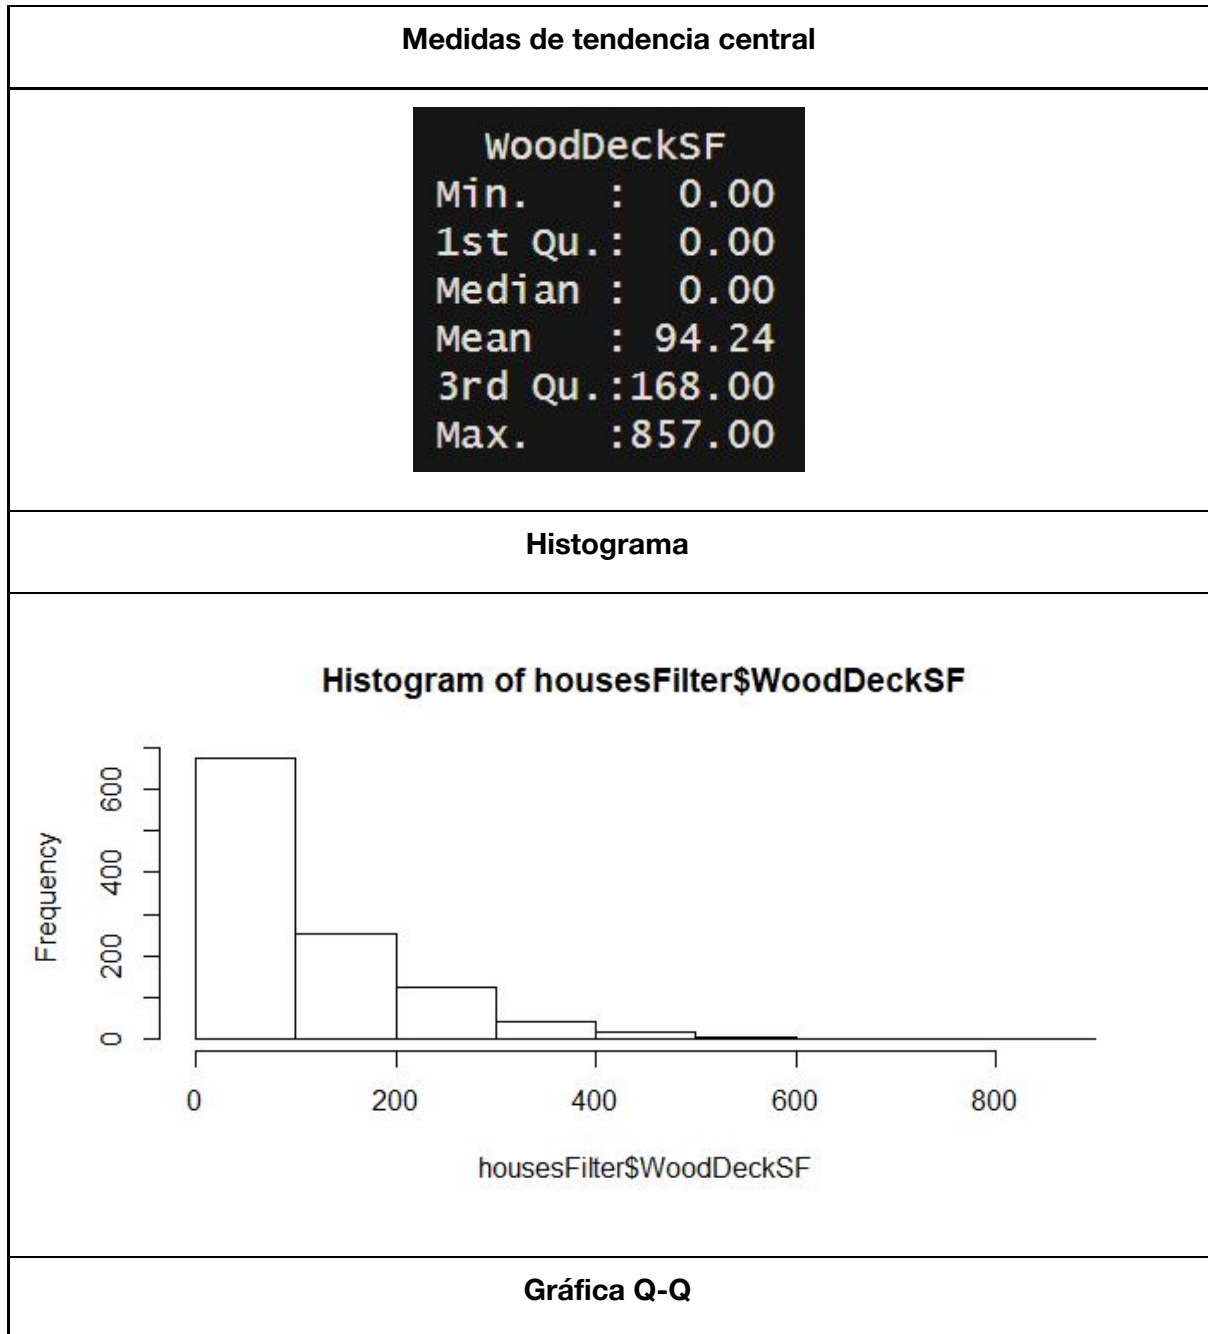 Medidas de tendencia central
WoodDeckSF
Min. : 0.00
1st Qu.: 0.00
Median : 0.00
Mean : 94.24
3rd Qu.:168.00
Max. :857.00
Histograma
Histogram of housesFilter$WoodDeckSF
Frequency
0 200 400 600
0 200 400 600 800
housesFilter$WoodDeckSF
Gráfica Q-Q